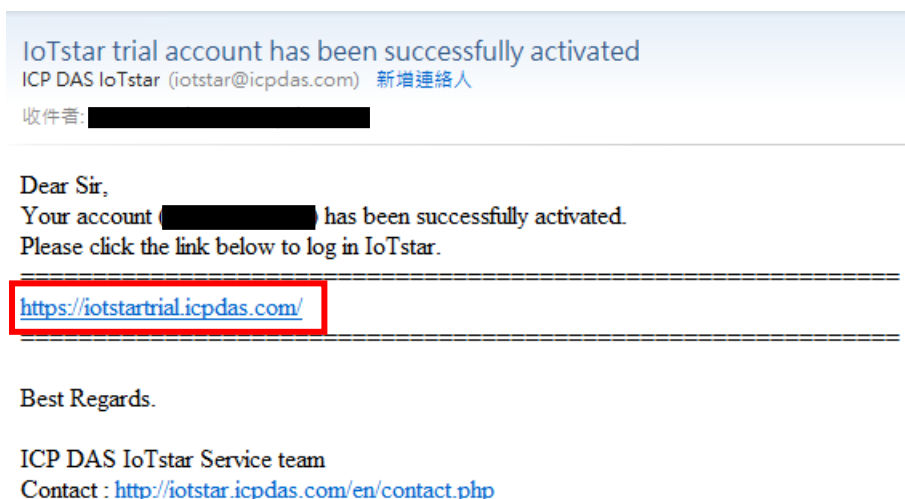 IoTstar trial account has been successfully activated
ICP DAS IoTstar (iotstar@icpdas.com) 新增連絡人
收件者:
Dear Sir,
Your account ( ) has been successfully activated.
Please click the link below to log in IoTstar.
=============================================================
https://iotstartrial.icpdas.com/
=============================================================
Best Regards.
ICP DAS IoTstar Service team
Contact : http://iotstar.icpdas.com/en/contact.php